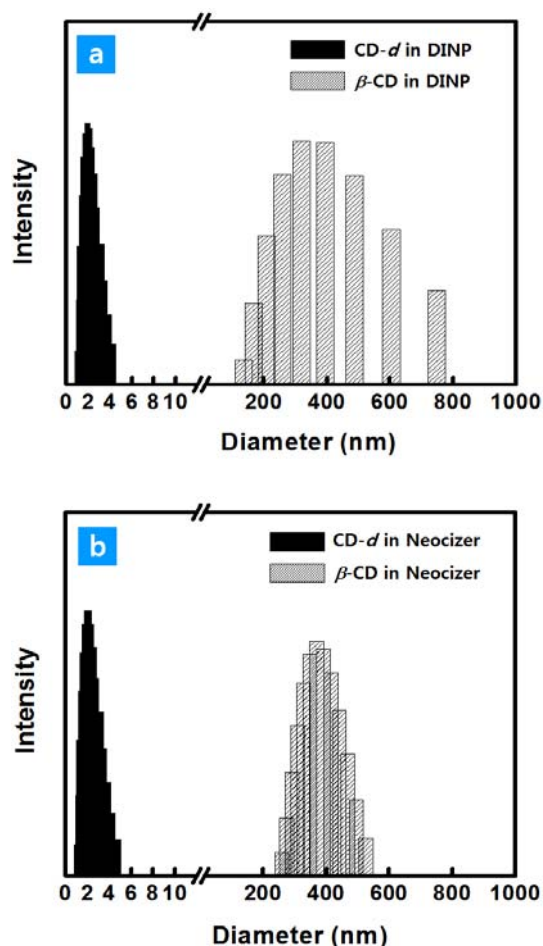 a
CD-d in DINP
β-CD in DINP
Intensity
0 2 4 6 8 10 200 400 600 800 1000
Diameter (nm)
b
CD-d in Neocizer
β-CD in Neocizer
Intensity
0 2 4 6 8 10 200 400 600 800 1000
Diameter (nm)